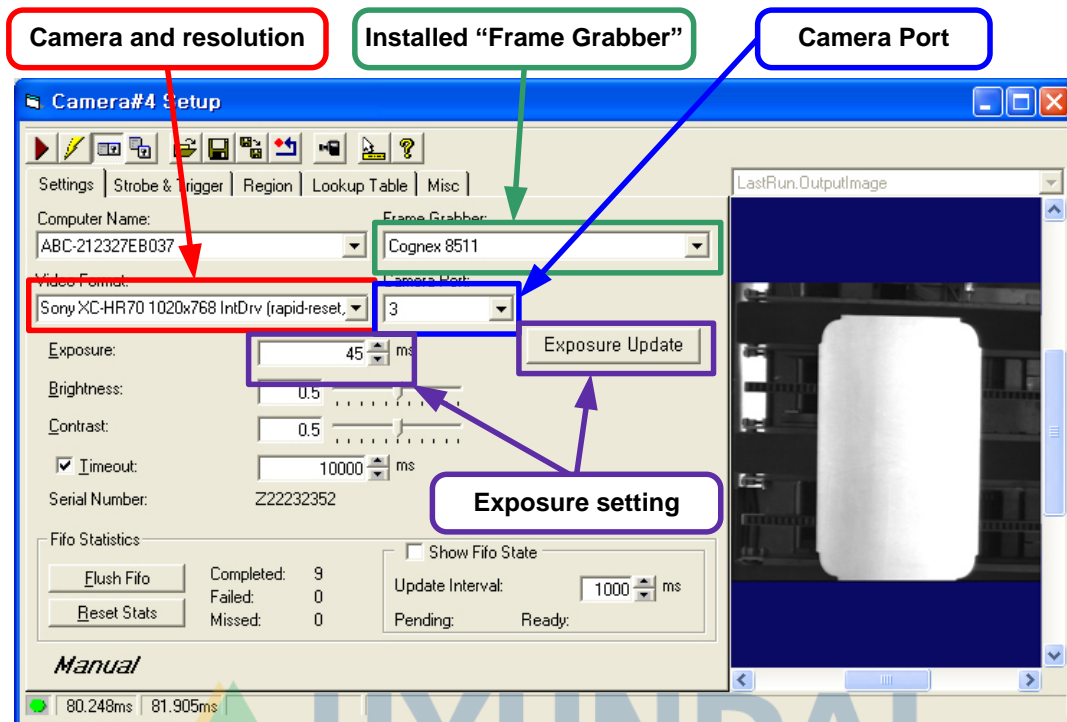 Camera and resolution
Installed “Frame Grabber”
Camera Port
Camera#4 Setup
Settings
Strobe & Trigger
Region
Lookup Table
Misc
LastRun.OutputImage
Computer Name:
Frame Grabber:
ABC-212327EB037
Cognex 8511
Video Format:
Camera Port:
Sony XC-HR70 1020x768 IntDrv (rapid-reset,
3
Exposure:
45
ms
Exposure Update
Brightness:
0.5
Contrast:
0.5
Timeout:
10000
ms
Serial Number:
Z22232352
Exposure setting
Fifo Statistics
Show Fifo State
Flush Fifo
Completed: 9
Update Interval:
1000
ms
Failed: 0
Reset Stats
Missed: 0
Pending:
Ready:
Manual
80.248ms
81.905ms
HYUNDAI